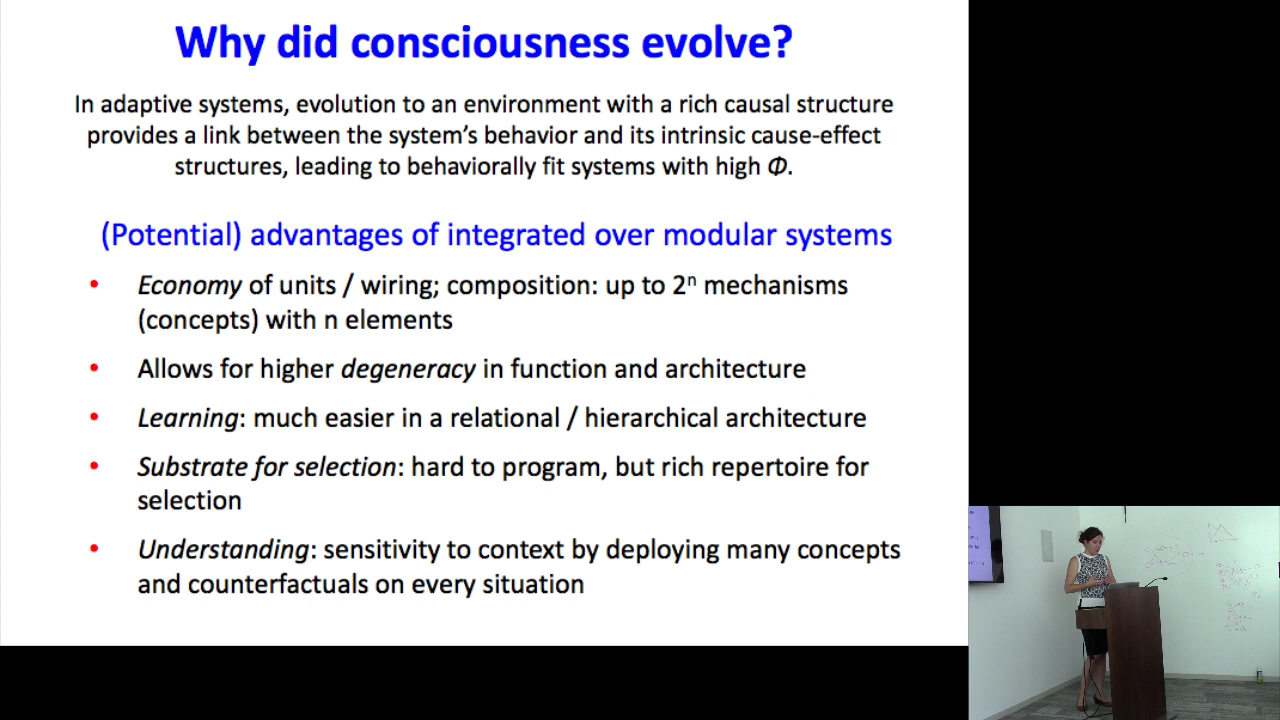 Why did consciousness evolve?
In adaptive systems, evolution to an environment with a rich causal structure
provides a link between the system's behavior and its intrinsic cause-effect
structures, leading to behaviorally fit systems with high Φ.
(Potential) advantages of integrated over modular systems
• Economy of units / wiring; composition: up to 2ⁿ mechanisms
(concepts) with n elements
• Allows for higher degeneracy in function and architecture
• Learning: much easier in a relational / hierarchical architecture
• Substrate for selection: hard to program, but rich repertoire for
selection
• Understanding: sensitivity to context by deploying many concepts
and counterfactuals on every situation